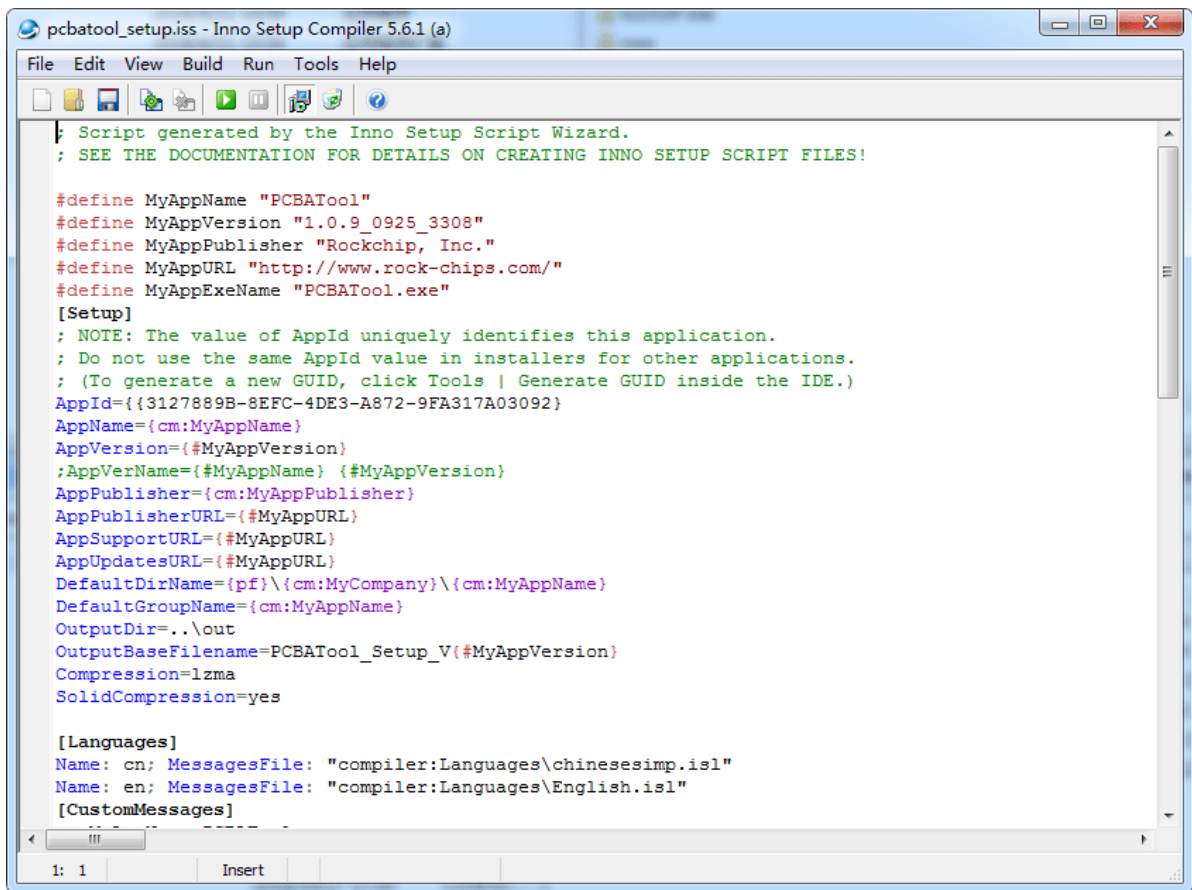 pcbatool_setup.iss - Inno Setup Compiler 5.6.1 (a)
File Edit View Build Run Tools Help
; Script generated by the Inno Setup Script Wizard.
; SEE THE DOCUMENTATION FOR DETAILS ON CREATING INNO SETUP SCRIPT FILES!
#define MyAppName "PCBATool"
#define MyAppVersion "1.0.9_0925_3308"
#define MyAppPublisher "Rockchip, Inc."
#define MyAppURL "http://www.rock-chips.com/"
#define MyAppExeName "PCBATool.exe"
[Setup]
; NOTE: The value of AppId uniquely identifies this application.
; Do not use the same AppId value in installers for other applications.
; (To generate a new GUID, click Tools | Generate GUID inside the IDE.)
AppId={{3127889B-8EFC-4DE3-A872-9FA317A03092}
AppName={cm:MyAppName}
AppVersion={#MyAppVersion}
;AppVerName={#MyAppName} {#MyAppVersion}
AppPublisher={cm:MyAppPublisher}
AppPublisherURL={#MyAppURL}
AppSupportURL={#MyAppURL}
AppUpdatesURL={#MyAppURL}
DefaultDirName={pf}\{cm:MyCompany}\{cm:MyAppName}
DefaultGroupName={cm:MyAppName}
OutputDir=..\out
OutputBaseFilename=PCBATool_Setup_V{#MyAppVersion}
Compression=lzma
SolidCompression=yes
[Languages]
Name: cn; MessagesFile: "compiler:Languages\chinesesimp.isl"
Name: en; MessagesFile: "compiler:Languages\English.isl"
[CustomMessages]
1: 1 Insert